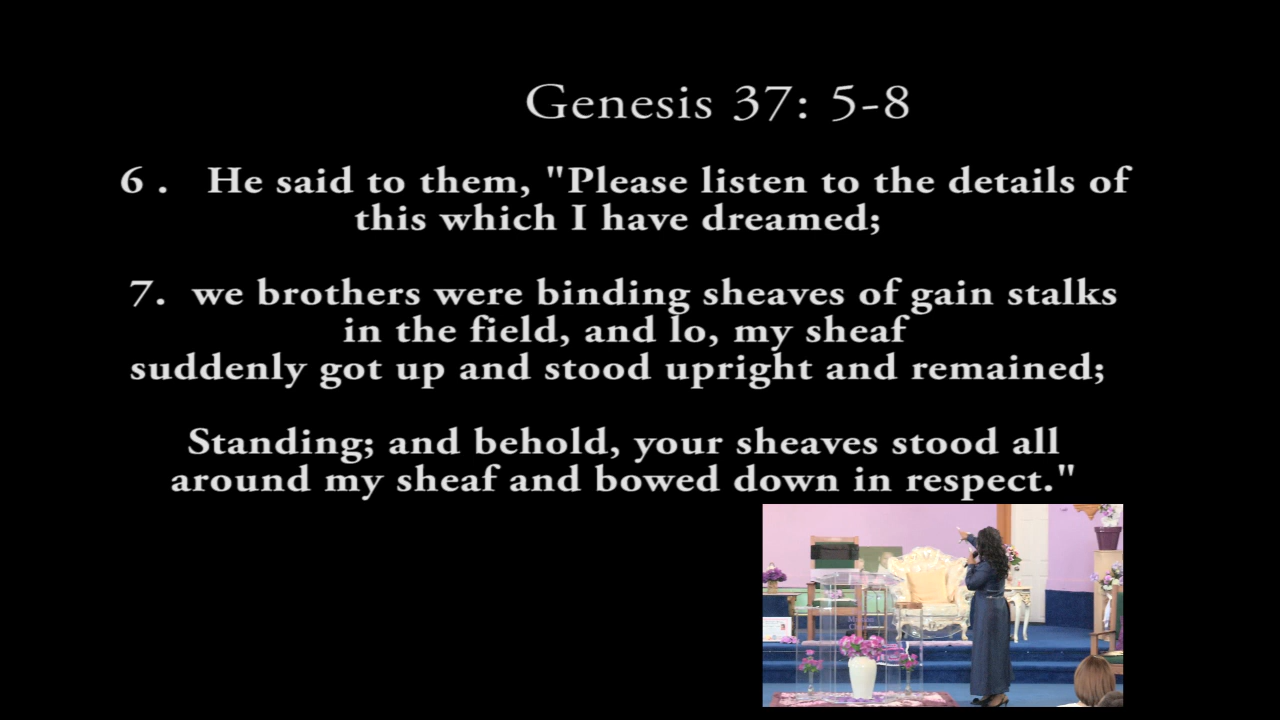 Genesis 37: 5-8
6 . He said to them, "Please listen to the details of
this which I have dreamed;
7. we brothers were binding sheaves of gain stalks
in the field, and lo, my sheaf
suddenly got up and stood upright and remained;
Standing; and behold, your sheaves stood all
around my sheaf and bowed down in respect."